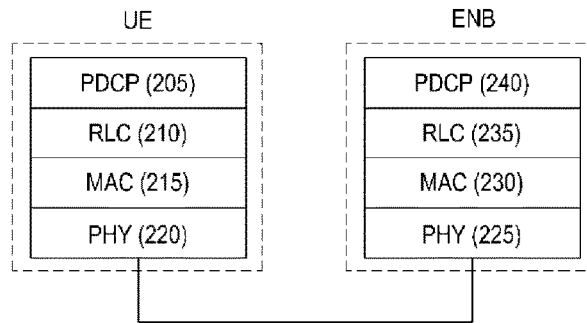 UE
ENB
PDCP (205)
PDCP (240)
RLC (210)
RLC (235)
MAC (215)
MAC (230)
PHY (220)
PHY (225)